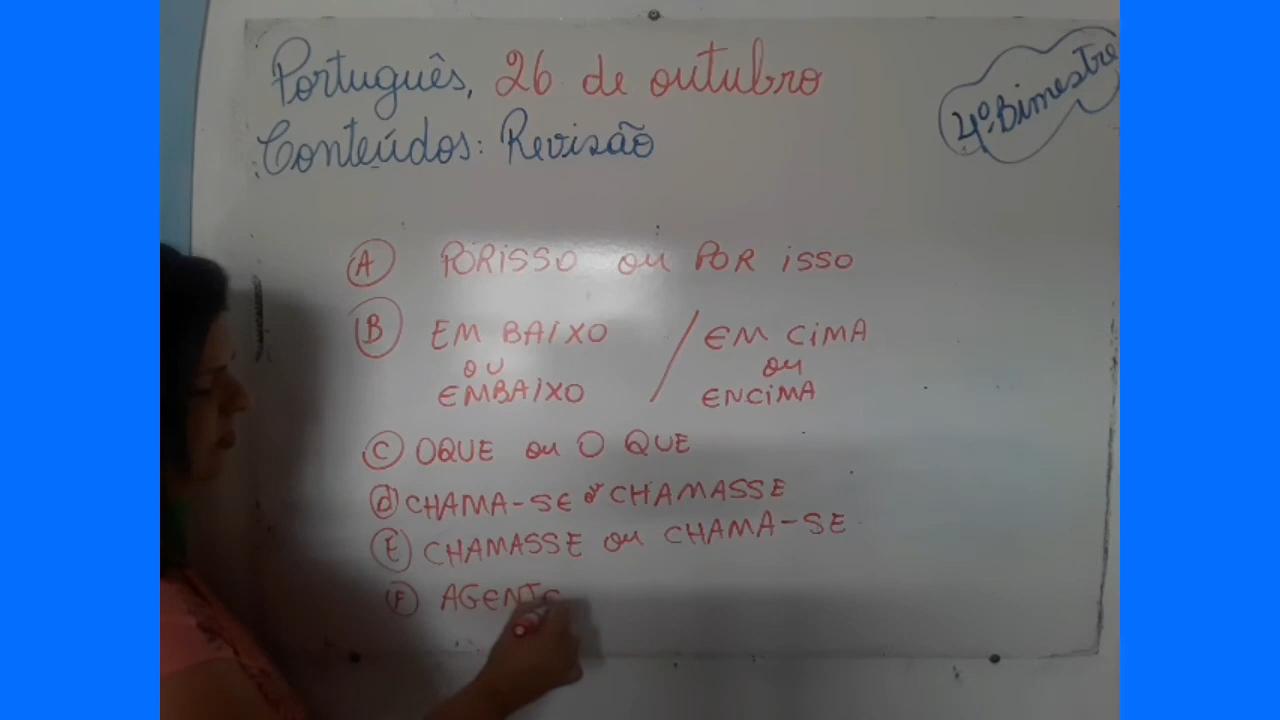 Português, 26 de outubro
4º. Bimestre
Conteúdos: Revisão
A PORISSO ou POR ISSO
B EM BAIXO / EM CIMA
ou ou
EMBAIXO ENCIMA
C OQUE ou O QUE
D CHAMA-SE or CHAMASSE
E CHAMASSE ou CHAMA-SE
F AGENTE